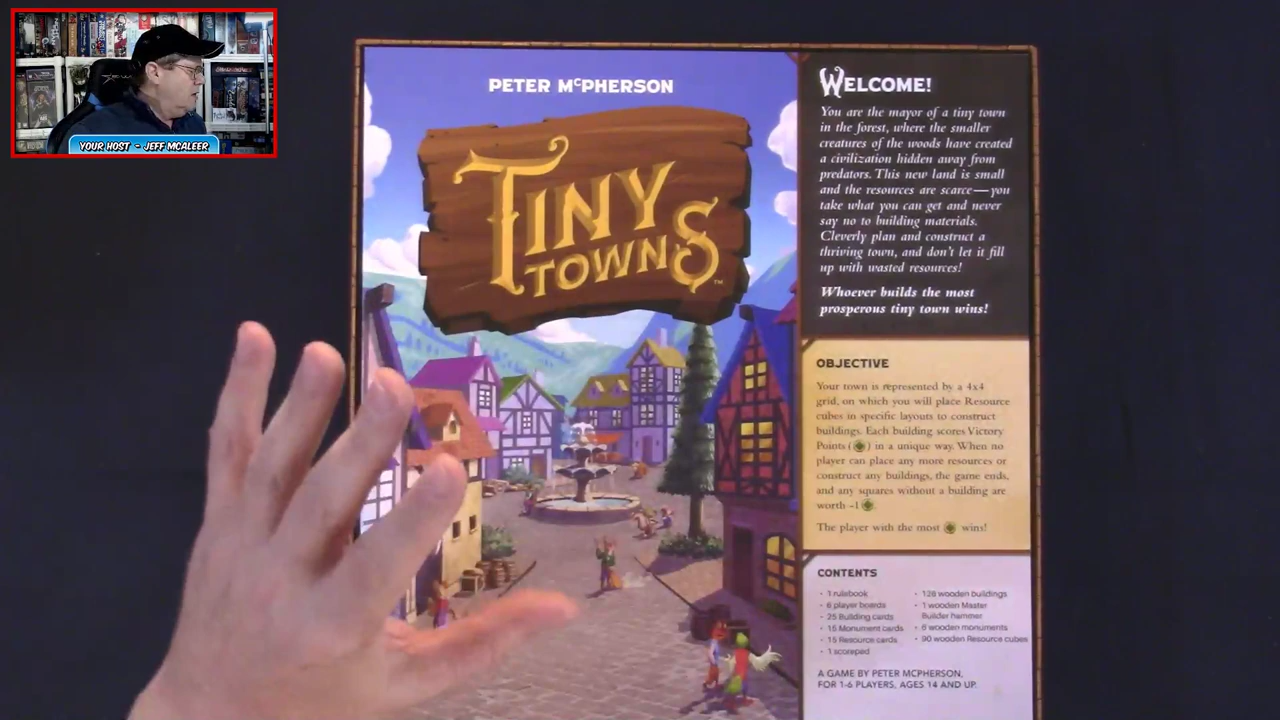 YOUR HOST - JEFF MCALEER
PETER McPHERSON
TINY
TOWNS™
WELCOME!
You are the mayor of a tiny town
in the forest, where the smaller
creatures of the woods have created
a civilization hidden away from
predators. This new land is small
and the resources are scarce—you
take what you can get and never
say no to building materials.
Cleverly plan and construct a
thriving town, and don't let it fill
up with wasted resources!
Whoever builds the most
prosperous tiny town wins!
OBJECTIVE
Your town is represented by a 4x4
grid, on which you will place Resource
cubes in specific layouts to construct
buildings. Each building scores Victory
Points ( ) in a unique way. When no
player can place any more resources or
construct any buildings, the game ends,
and any squares without a building are
worth -1 .
The player with the most wins!
CONTENTS
· 1 rulebook
· 6 player boards
· 25 Building cards
· 15 Monument cards
· 15 Resource cards
· 1 scorepad
· 126 wooden buildings
· 1 wooden Master
Builder hammer
· 6 wooden monuments
· 90 wooden Resource cubes
A GAME BY PETER MCPHERSON,
FOR 1-6 PLAYERS, AGES 14 AND UP.